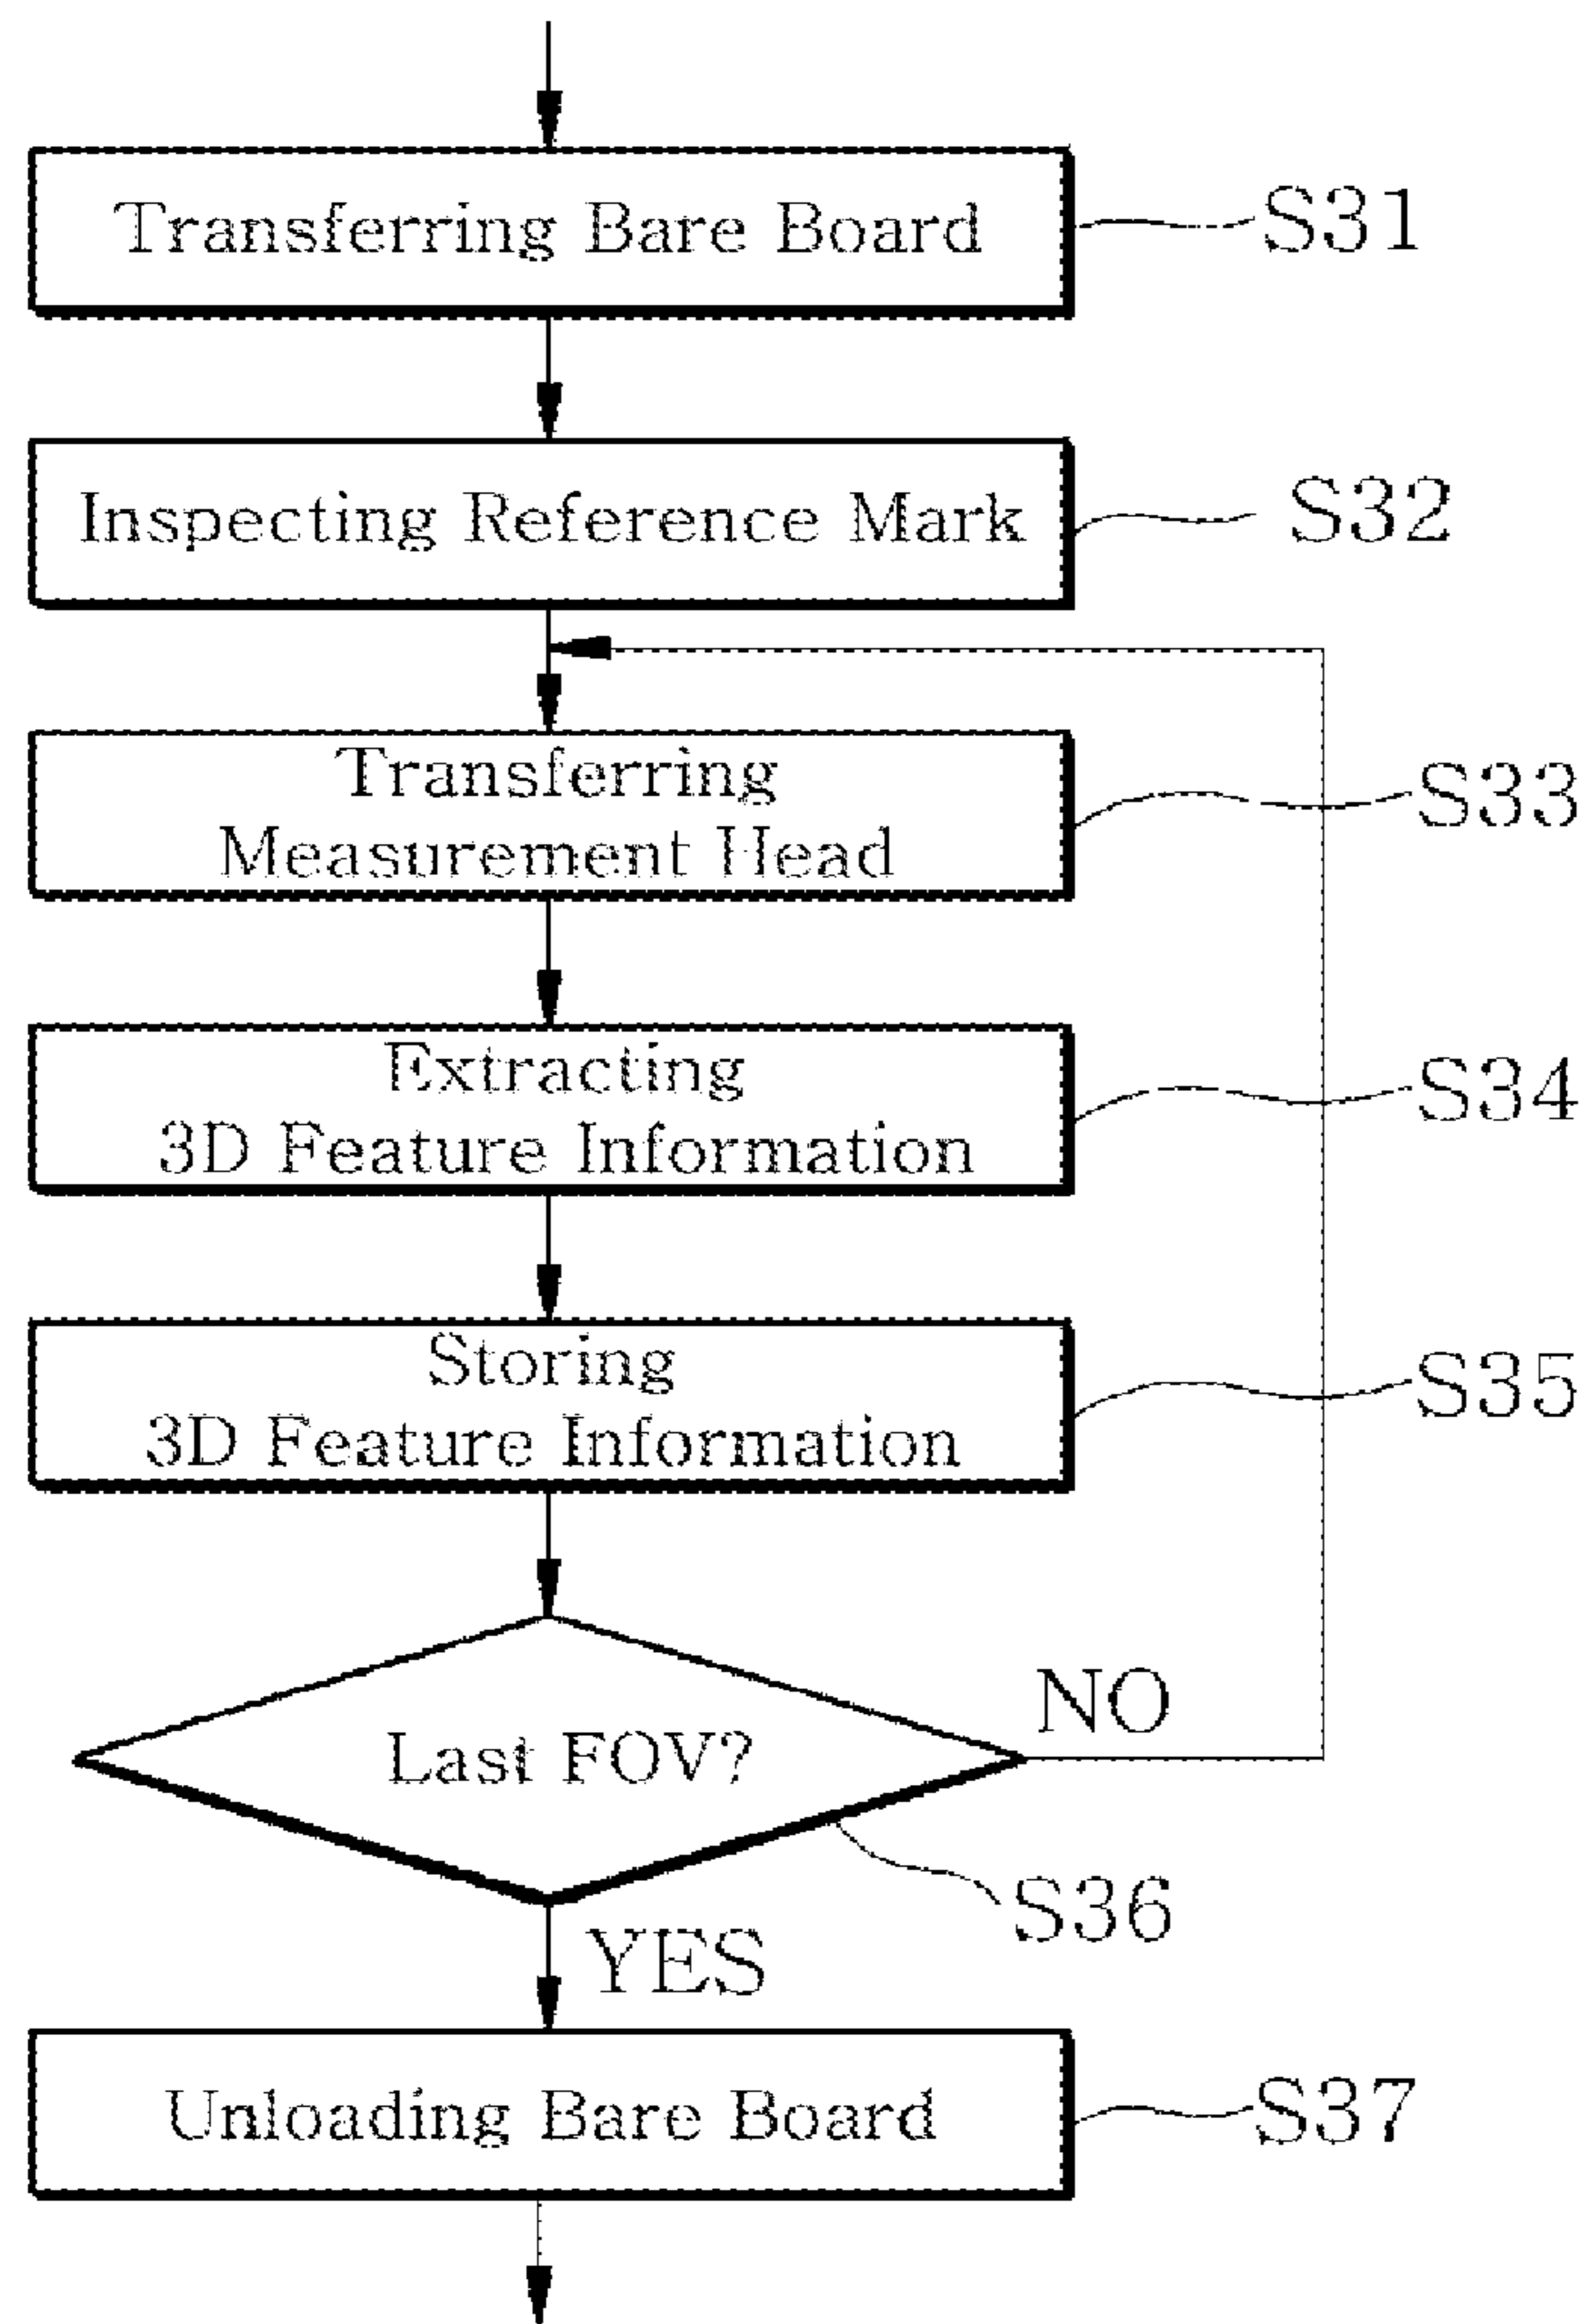 Transferring Bare Board
S31
Inspecting Reference Mark
S32
Transferring
Measurement Head
S33
Extracting
3D Feature Information
S34
Storing
3D Feature Information
S35
Last FOV?
NO
S36
YES
Unloading Bare Board
S37